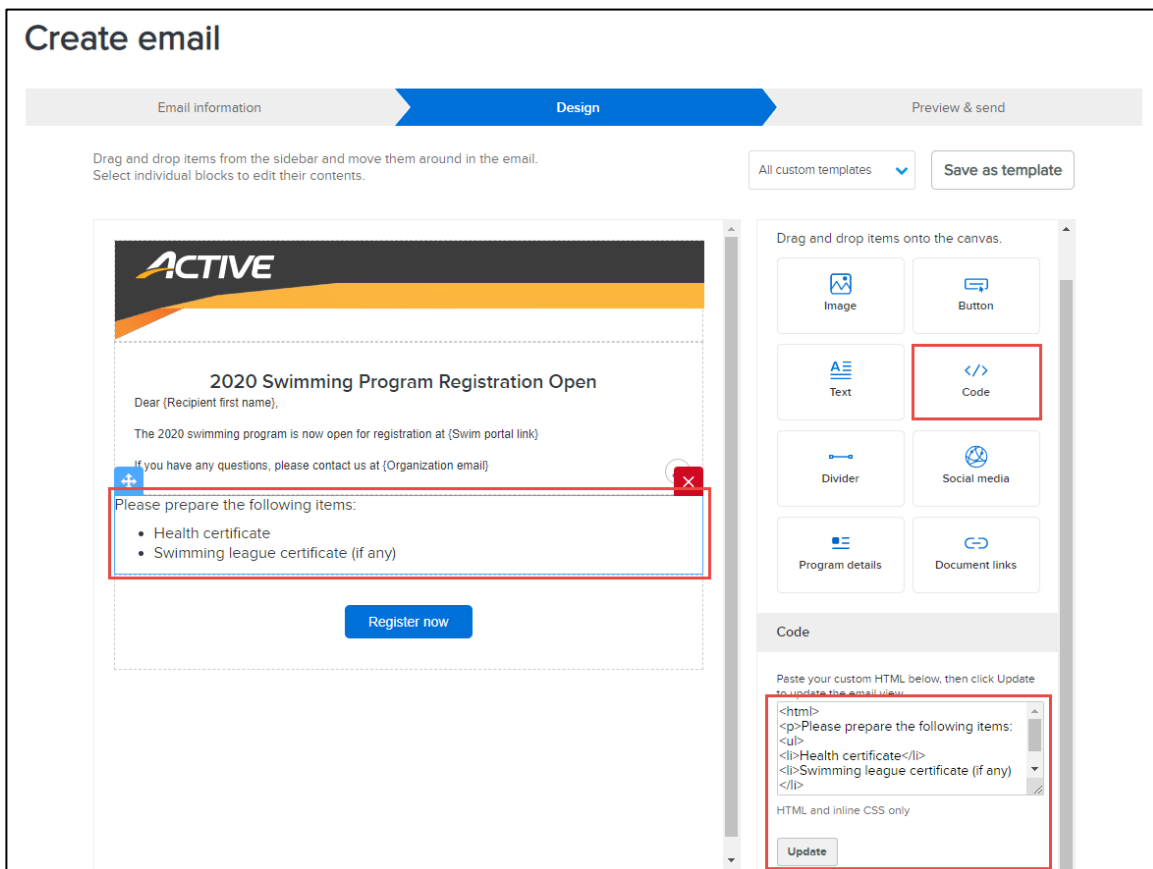 Create email
Email information
Design
Preview & send
Drag and drop items from the sidebar and move them around in the email.
Select individual blocks to edit their contents.
All custom templates
Save as template
ACTIVE
2020 Swimming Program Registration Open
Dear {Recipient first name},
The 2020 swimming program is now open for registration at {Swim portal link}
If you have any questions, please contact us at {Organization email}
Please prepare the following items:
• Health certificate
• Swimming league certificate (if any)
Register now
Drag and drop items onto the canvas.
Image
Button
Text
</>
Code
Divider
Social media
Program details
Document links
Code
Paste your custom HTML below, then click Update
to update the email view
<html>
<p>Please prepare the following items:
<ul>
<li>Health certificate</li>
<li>Swimming league certificate (if any)
</li>
HTML and inline CSS only
Update